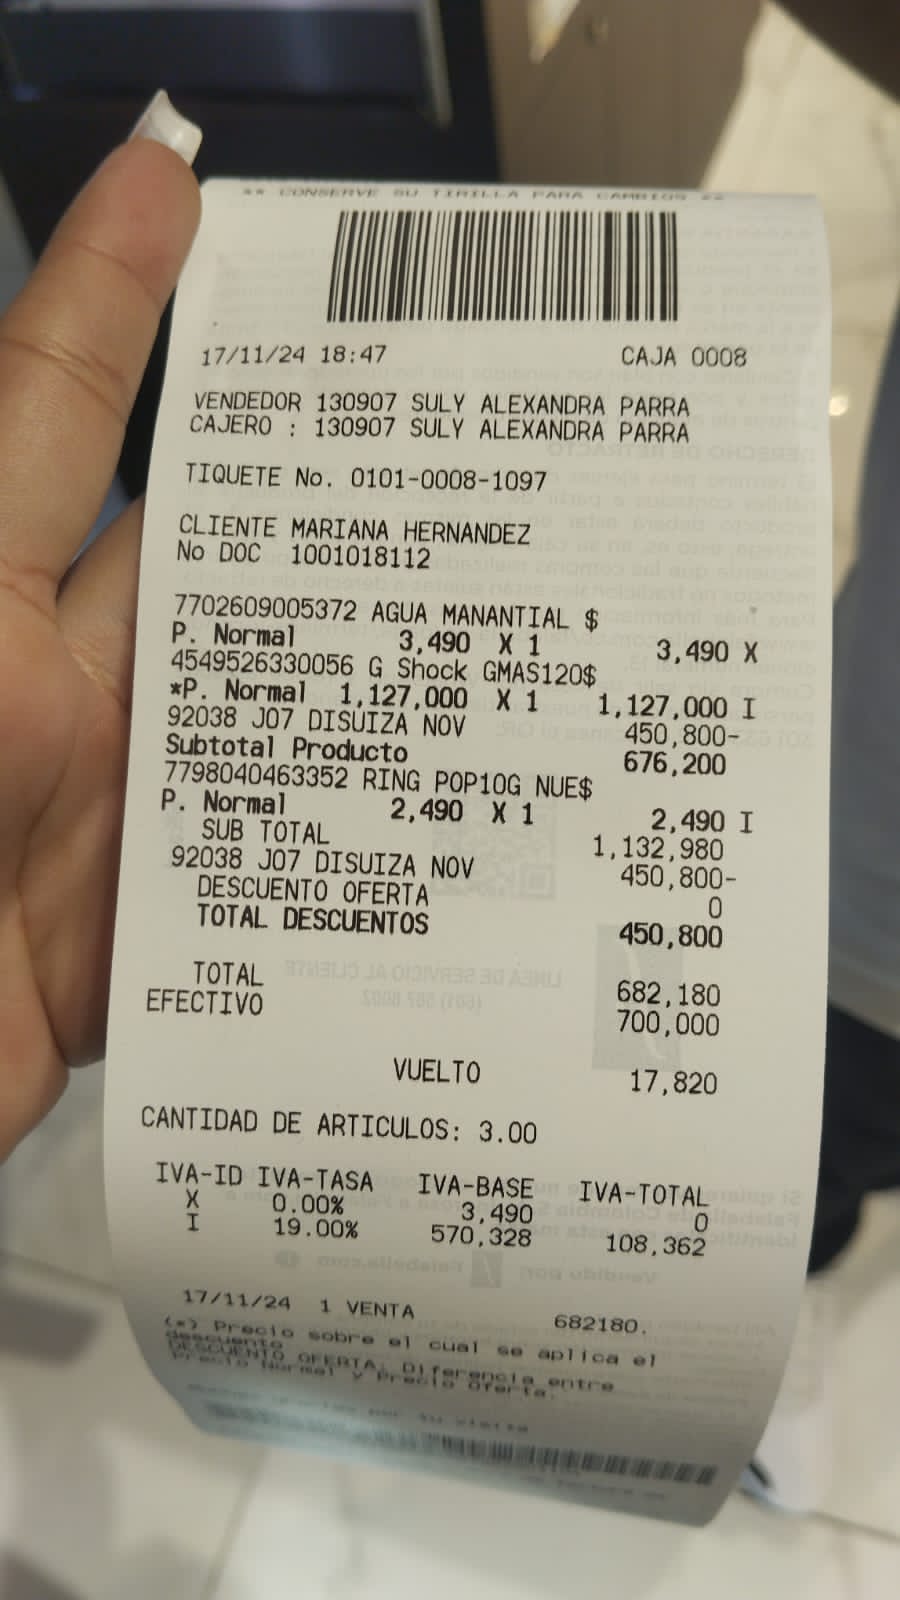 ** CONSERVE SU TIRILLA PARA CAMBIOS **
17/11/24 18:47 CAJA 0008
VENDEDOR 130907 SULY ALEXANDRA PARRA
CAJERO : 130907 SULY ALEXANDRA PARRA
TIQUETE No. 0101-0008-1097
CLIENTE MARIANA HERNANDEZ
No DOC 1001018112
7702609005372 AGUA MANANTIAL $
P. Normal 3,490 X 1 3,490 X
4549526330056 G Shock GMAS120$
*P. Normal 1,127,000 X 1 1,127,000 I
92038 J07 DISUIZA NOV 450,800-
Subtotal Producto 676,200
7798040463352 RING POP10G NUE$
P. Normal 2,490 X 1 2,490 I
SUB TOTAL 1,132,980
92038 J07 DISUIZA NOV 450,800-
DESCUENTO OFERTA 0
TOTAL DESCUENTOS 450,800
TOTAL 682,180
EFECTIVO 700,000
VUELTO 17,820
CANTIDAD DE ARTICULOS: 3.00
IVA-ID IVA-TASA IVA-BASE IVA-TOTAL
X 0.00% 3,490 0
I 19.00% 570,328 108,362
17/11/24 1 VENTA 682180.
(*) Precio sobre el cual se aplica el
descuento
DESCUENTO OFERTA: Diferencia entre
Precio Normal y Precio Oferta.
por su visita